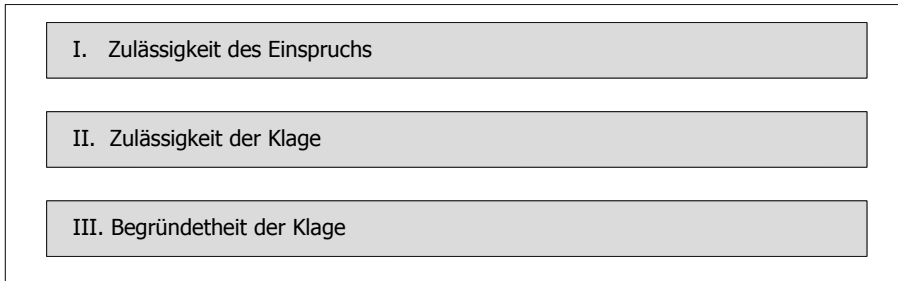 I. Zulässigkeit des Einspruchs
II. Zulässigkeit der Klage
III. Begründetheit der Klage